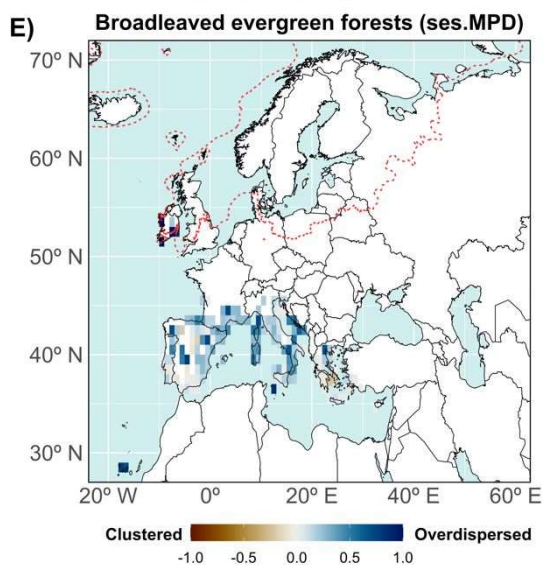 E)
Broadleaved evergreen forests (ses.MPD)
70º N
60º N
50º N
40º N
30º N
20º W 0º 20º E 40º E 60º E
Clustered Overdispersed
-1.0 -0.5 0.0 0.5 1.0